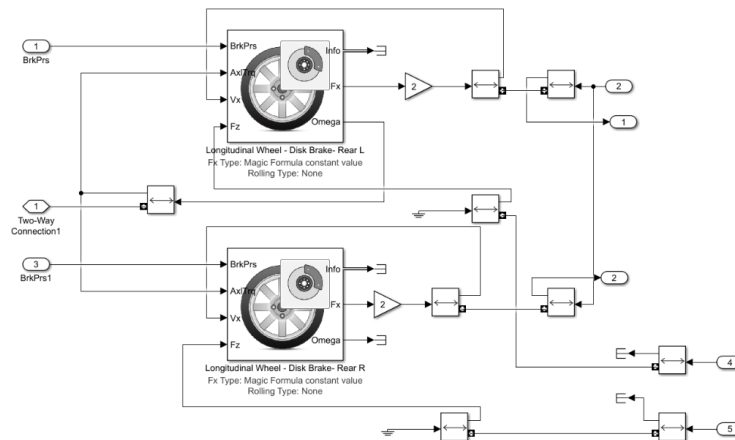 1
BrkPrs
BrkPrs
AxlTrq
Vx
Fz
Info
Fx
Omega
2
2
1
Longitudinal Wheel - Disk Brake- Rear L
Fx Type: Magic Formula constant value
Rolling Type: None
1
Two-Way
Connection1
3
BrkPrs1
BrkPrs
AxlTrq
Vx
Fz
Info
Fx
Omega
2
2
Longitudinal Wheel - Disk Brake- Rear R
Fx Type: Magic Formula constant value
Rolling Type: None
4
5